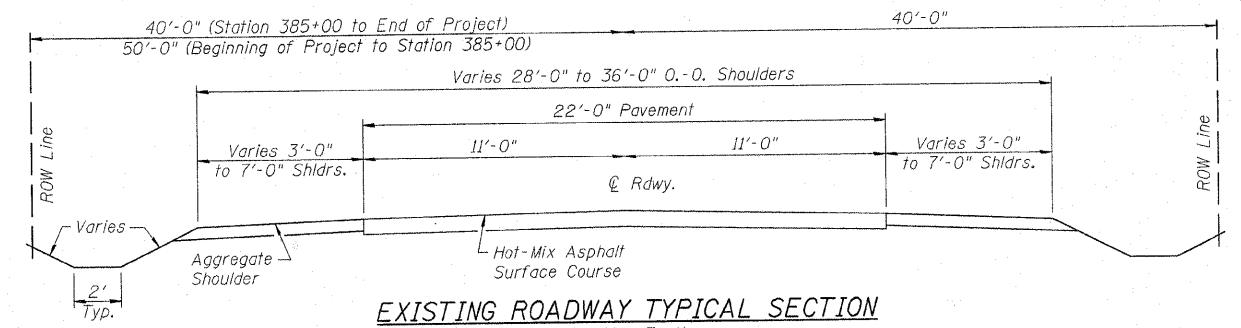 40'-0" (Station 385+00 to End of Project)
50'-0" (Beginning of Project to Station 385+00)
40'-0"
Varies 28'-0" to 36'-0" O.-O. Shoulders
22'-0" Pavement
Varies 3'-0"
to 7'-0" Shldrs.
11'-0"
11'-0"
Varies 3'-0"
to 7'-0" Shldrs.
ROW Line
ROW Line
℄ Rdwy.
Varies
Aggregate
Shoulder
Hot-Mix Asphalt
Surface Course
2'
Typ.
EXISTING ROADWAY TYPICAL SECTION